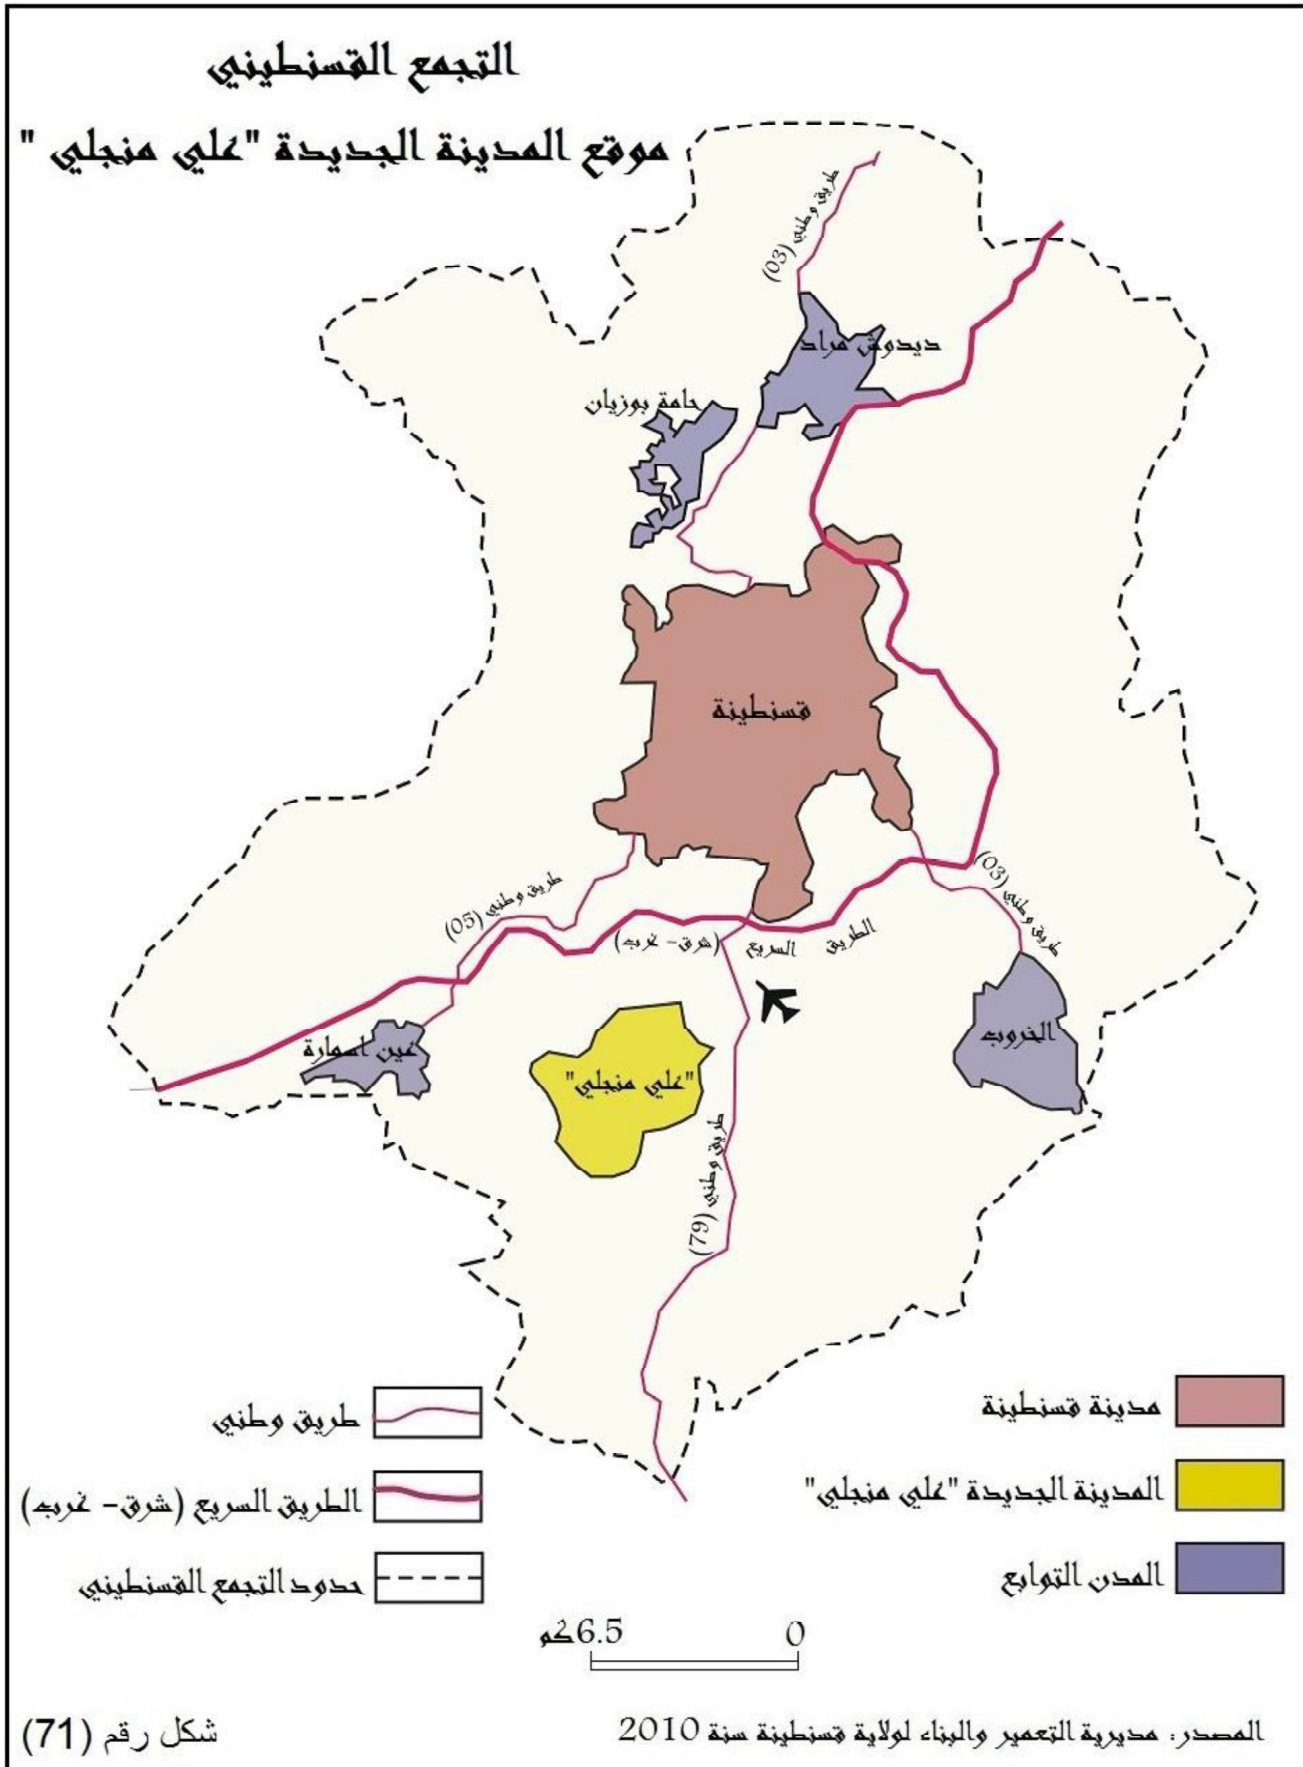 التجمع القسنطيني
موقع المدينة الجديدة "علي منجلي "
طريق وطني (03)
ديدوش مراد
حامة بوزيان
قسنطينة
طريق وطني (03)
طريق وطني (05)
الطريق السريع (شرق- غرب)
الخروب
عين اسمارة
"علي منجلي"
طريق وطني (79)
مدينة قسنطينة
المدينة الجديدة "علي منجلي"
المدن التوابع
طريق وطني
الطريق السريع (شرق- غرب)
حدود التجمع القسنطيني
0 6.5كم
المصدر: مديرية التعمير والبناء لولاية قسنطينة سنة 2010
شكل رقم (71)